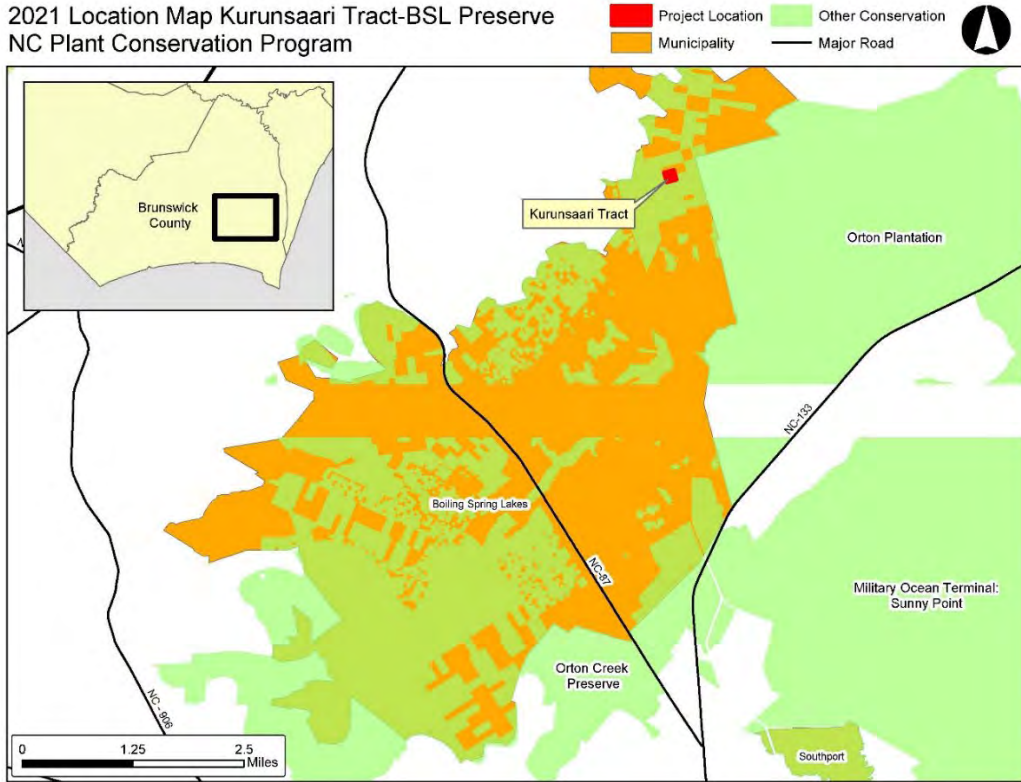 2021 Location Map Kurunsaari Tract-BSL Preserve
NC Plant Conservation Program
Project Location
Other Conservation
Municipality
Major Road
Brunswick
County
Kurunsaari Tract
Orton Plantation
NC-133
Boiling Spring Lakes
NC-87
Military Ocean Terminal:
Sunny Point
Orton Creek
Preserve
NC - 906
Southport
0 1.25 2.5
Miles